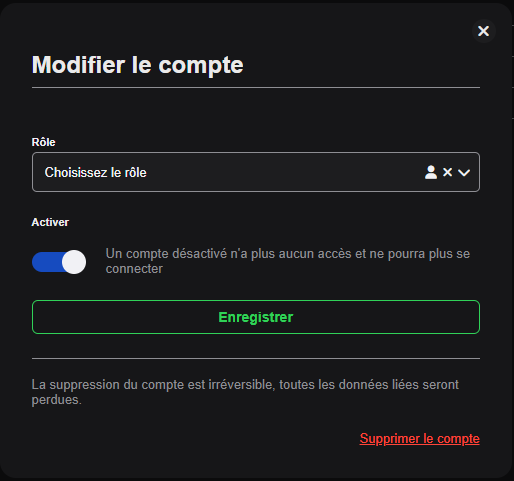 Modifier le compte
Rôle
Choisissez le rôle
Activer
Un compte désactivé n'a plus aucun accès et ne pourra plus se
connecter
Enregistrer
La suppression du compte est irréversible, toutes les données liées seront
perdues.
Supprimer le compte